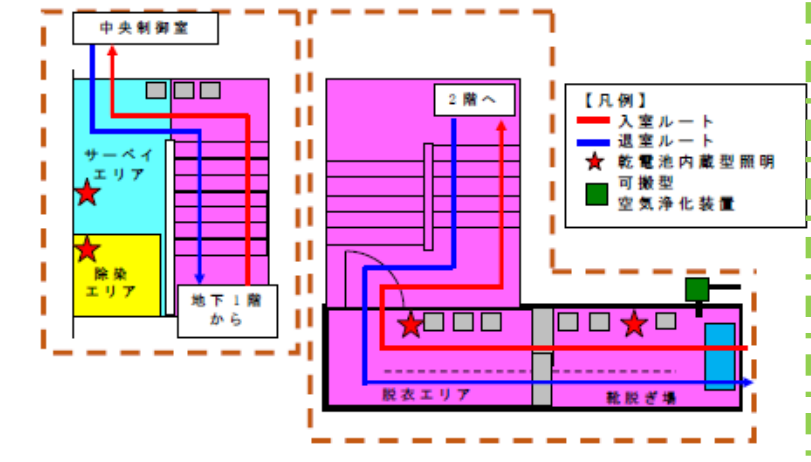 中央制御室
サーベイ
エリア
除染
エリア
地下1階
から
2階へ
脱衣エリア
靴脱ぎ場
【凡例】
入室ルート
退室ルート
乾電池内蔵型照明
可搬型
空気浄化装置